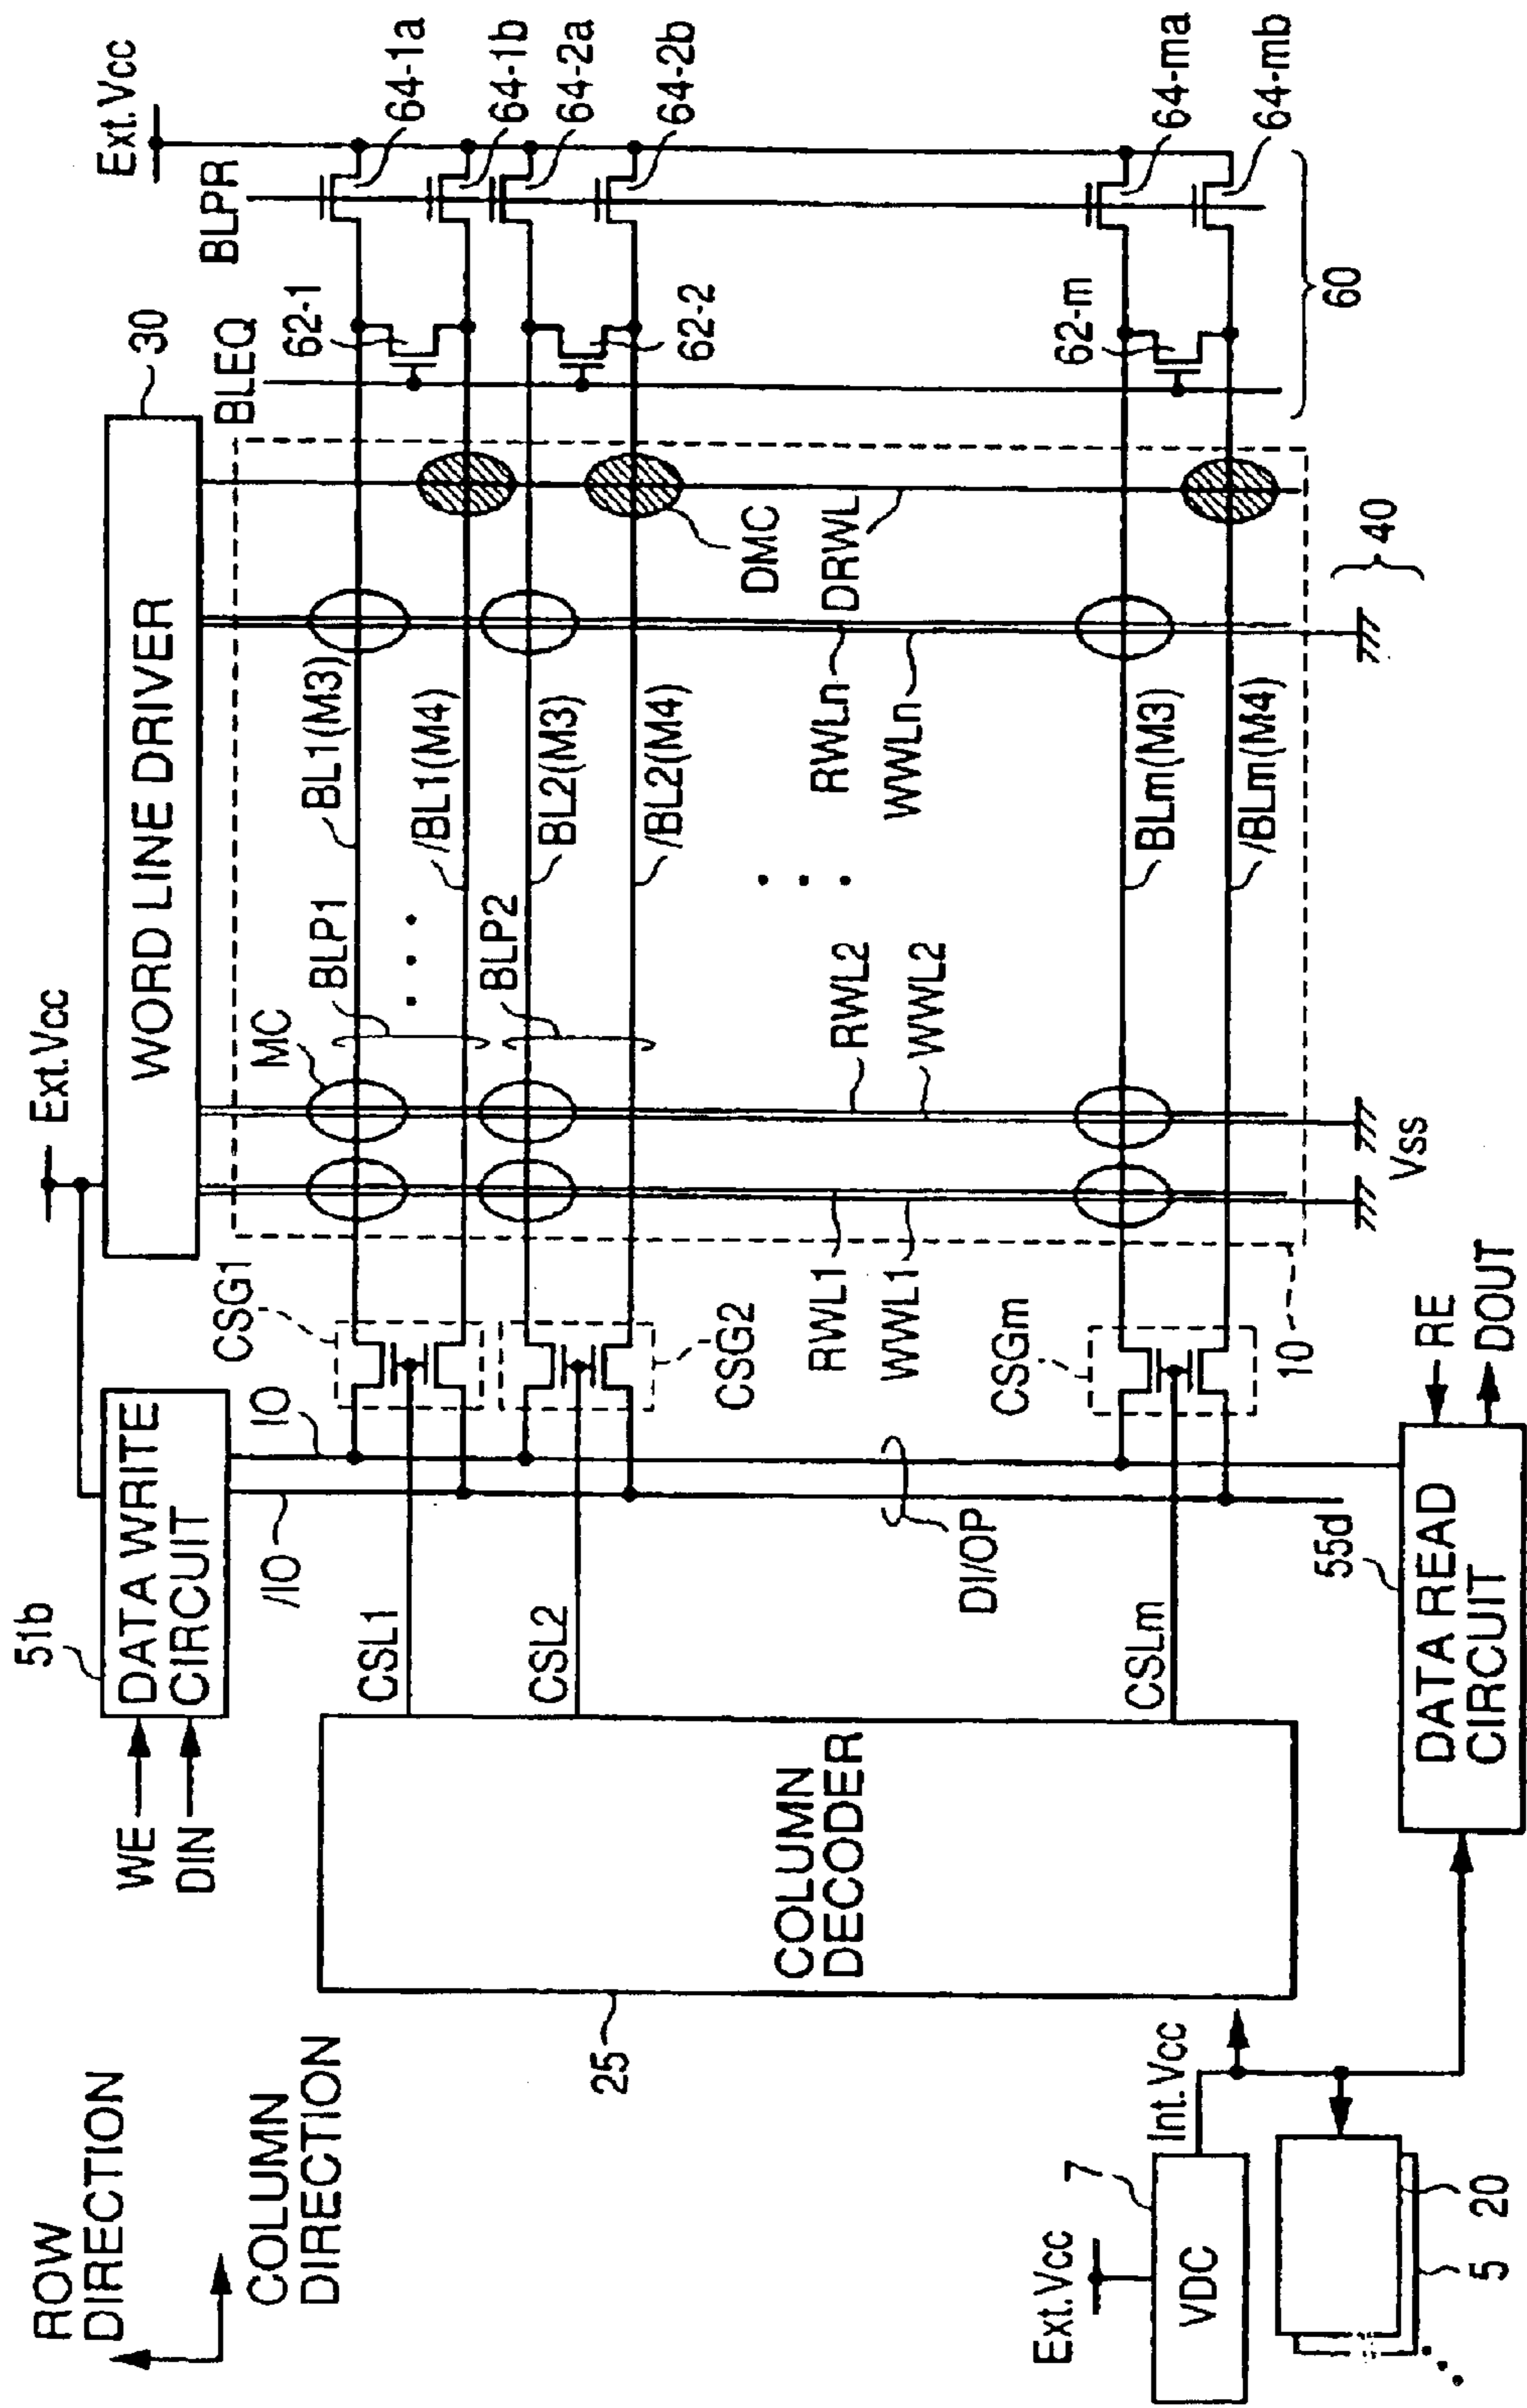 ROW
DIRECTION
COLUMN
DIRECTION
WE
DIN
51b
DATA WRITE
CIRCUIT
Ext.Vcc
WORD LINE DRIVER
30
Ext.Vcc
BLPR
BLEQ
/IO
IO
CSG1
MC
BLP1
BL1(M3)
62-1
64-1a
CSL1
/BL1(M4)
64-1b
CSL2
CSG2
BLP2
BL2(M3)
62-2
64-2a
/BL2(M4)
64-2b
25
COLUMN
DECODER
DI/OP
RWL1
WWL1
RWL2
WWL2
RWLn
WWLn
DMC
DRWL
CSLm
CSGm
BLm(M3)
/BLm(M4)
62-m
64-ma
64-mb
10
Vss
40
60
Ext.Vcc
7
VDC
Int.Vcc
20
5
55d
DATA READ
CIRCUIT
RE
DOUT